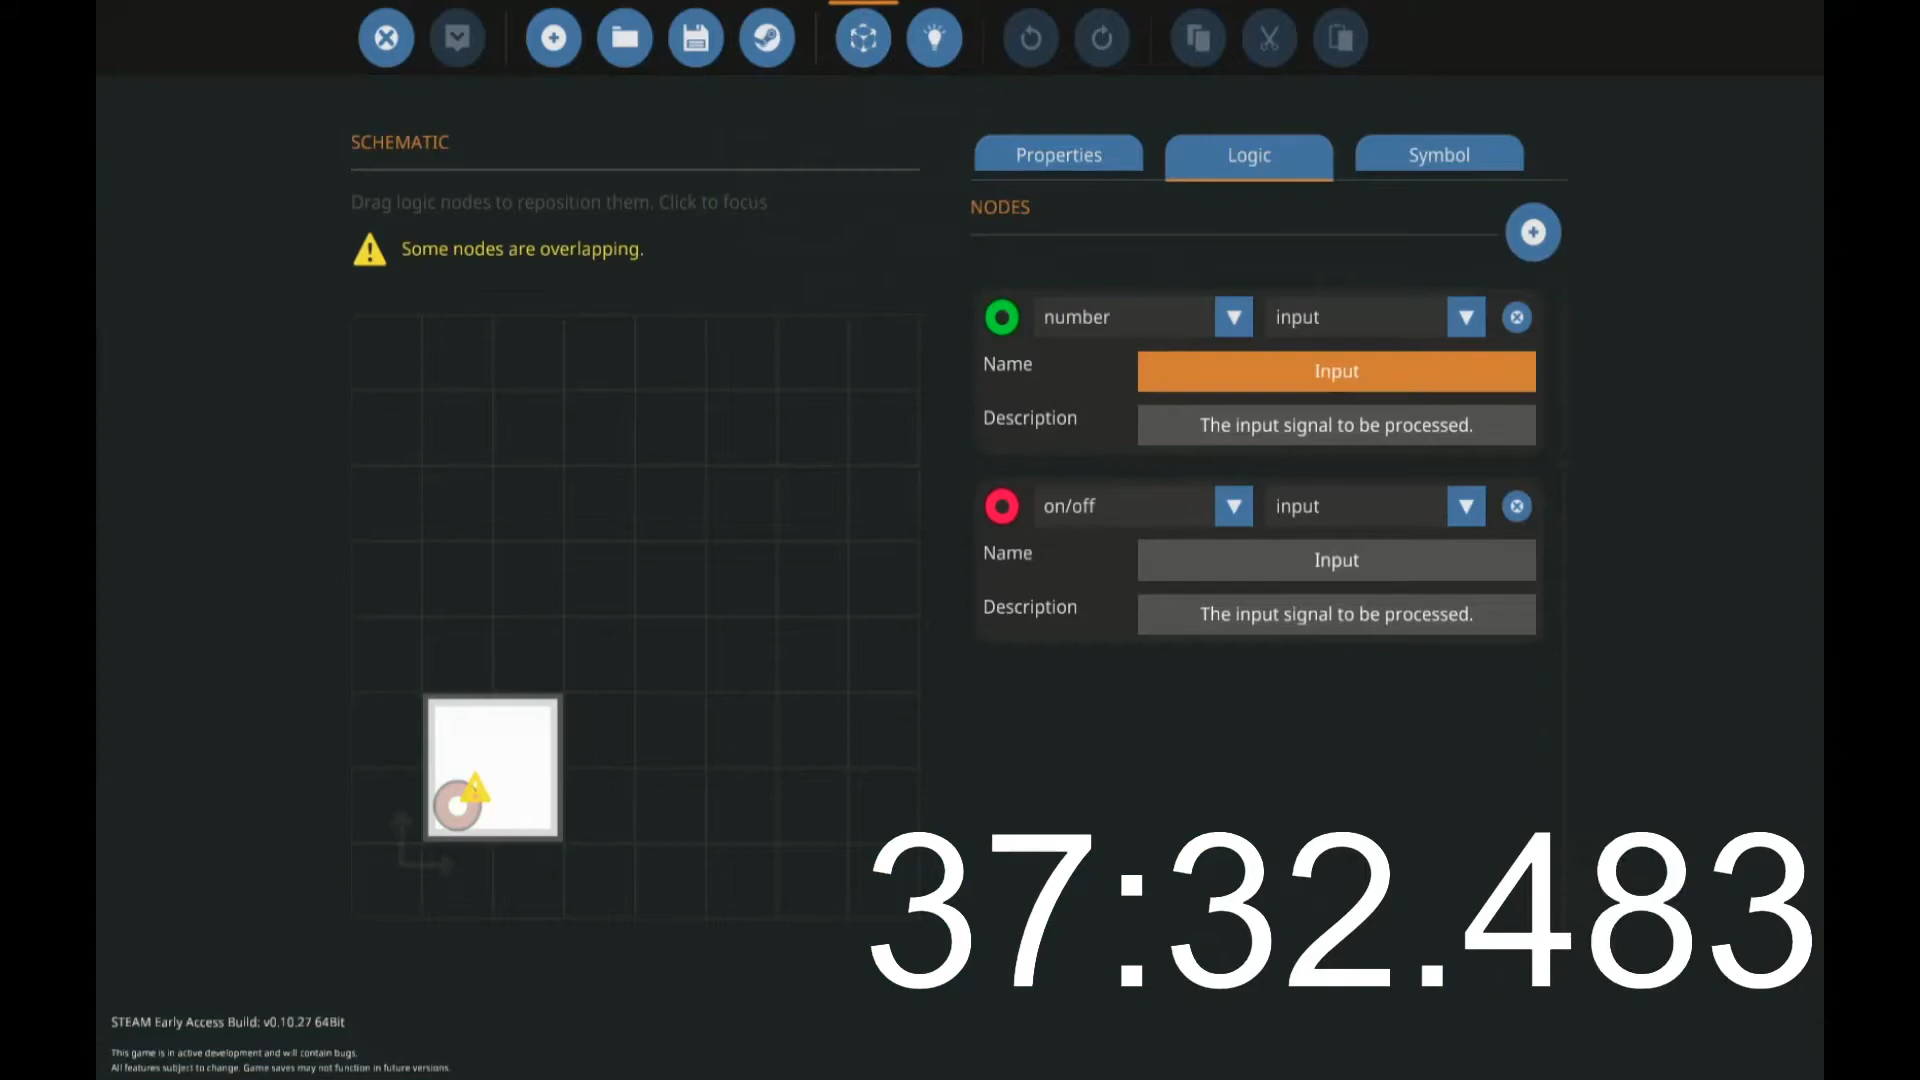 SCHEMATIC
Drag logic nodes to reposition them. Click to focus
Some nodes are overlapping.
Properties
Logic
Symbol
NODES
number
input
Name
Input
Description
The input signal to be processed.
on/off
input
Name
Input
Description
The input signal to be processed.
37:32.483
STEAM Early Access Build: v0.10.27 64Bit
This game is in active development and will contain bugs.
All features subject to change. Game saves may not function in future versions.